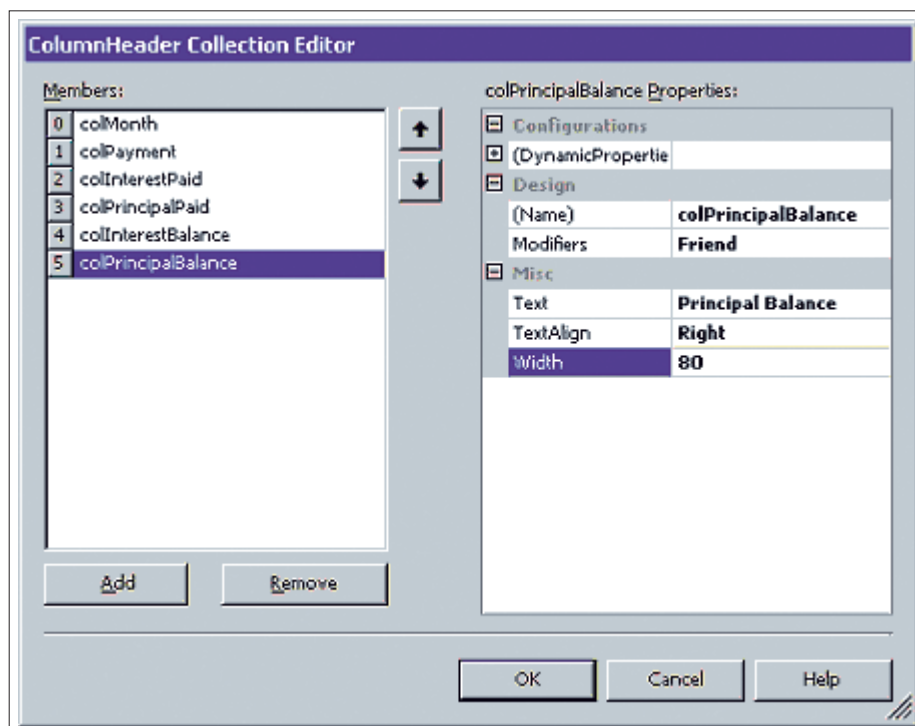 ColumnHeader Collection Editor
Members:
0 colMonth
1 colPayment
2 colInterestPaid
3 colPrincipalPaid
4 colInterestBalance
5 colPrincipalBalance
Add Remove
colPrincipalBalance Properties:
Configurations
(DynamicPropertie
Design
(Name) colPrincipalBalance
Modifiers Friend
Misc
Text Principal Balance
TextAlign Right
Width 80
OK Cancel Help